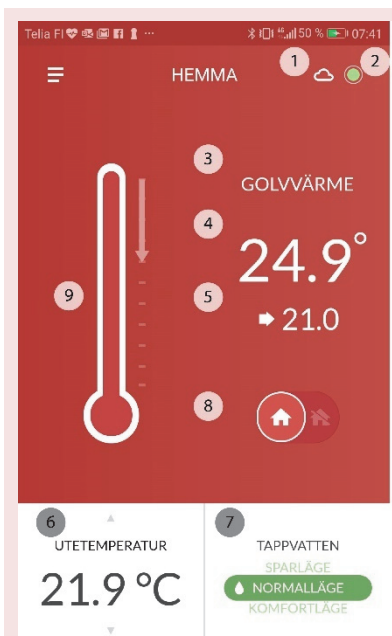 Telia FI ... 4G 50 % 07:41
HEMMA
1
2
3
GOLVVÄRME
4
24.9°
5
21.0
9
8
6
7
UTETEMPERATUR
TAPPVATTEN
21.9 °C
SPARLÄGE
NORMALLÄGE
KOMFORTLÄGE